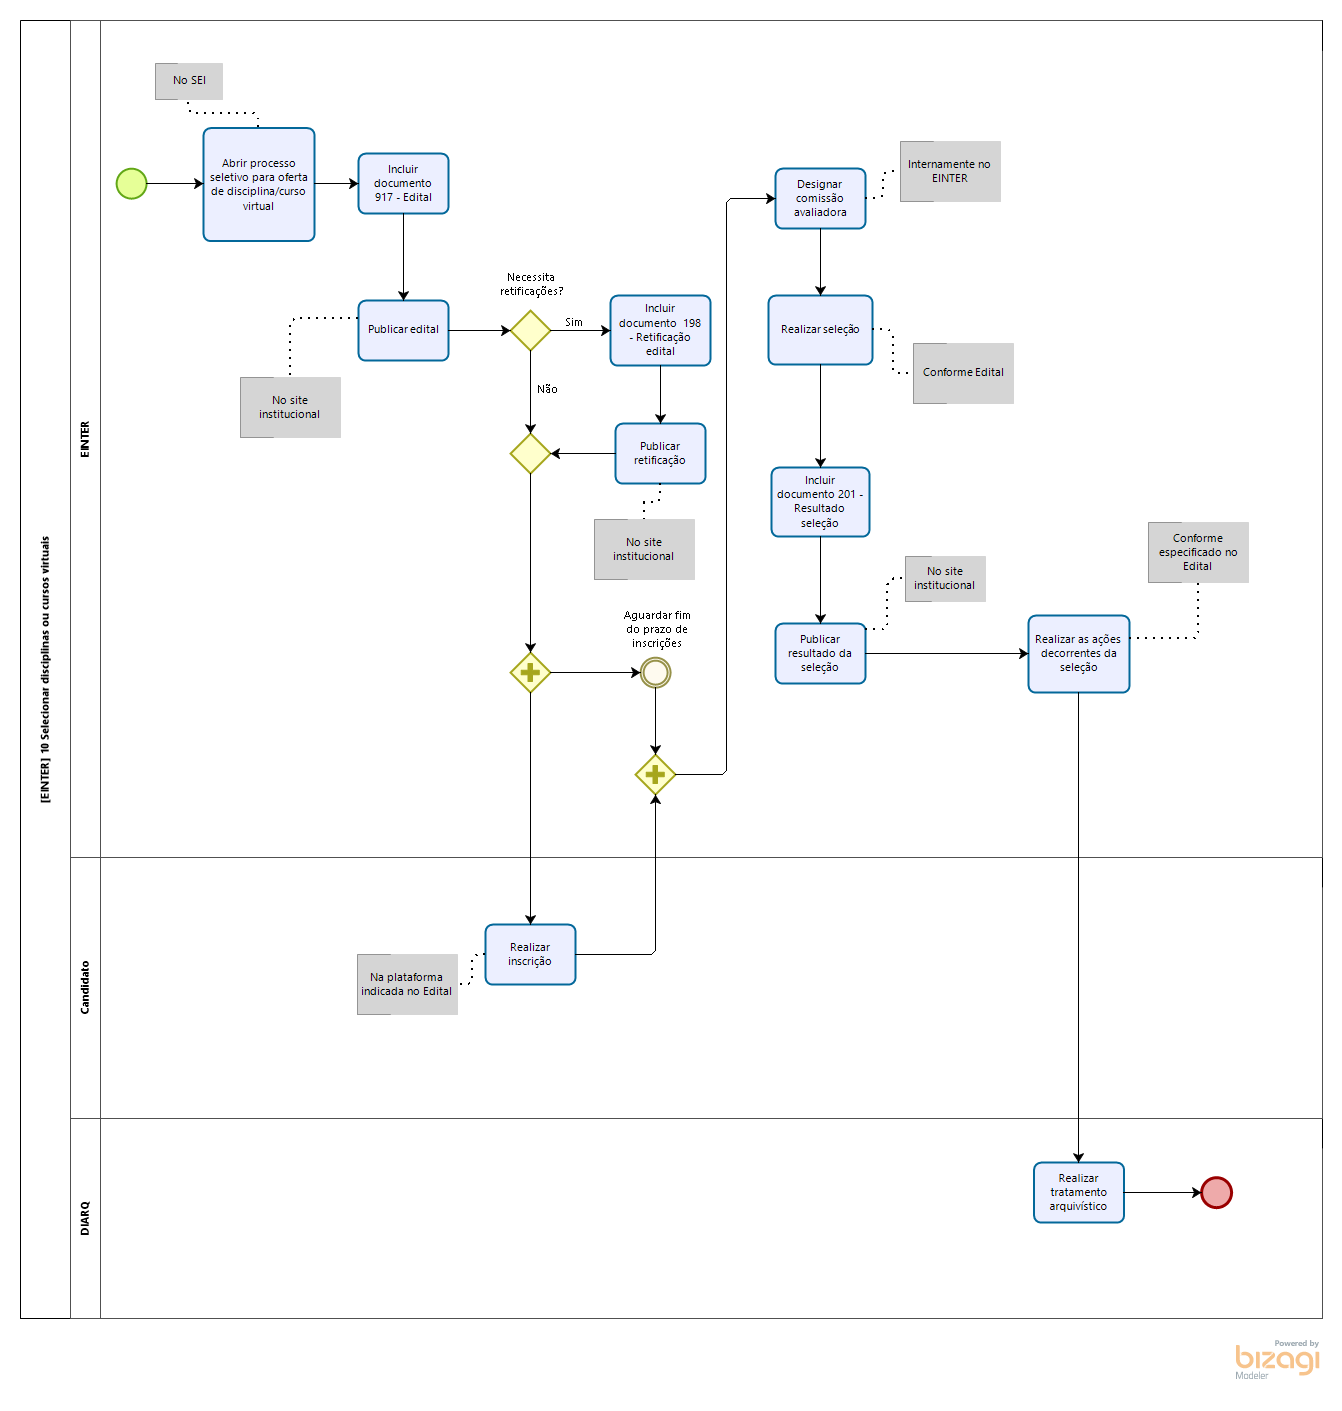 [EINTER] 10 Selecionar disciplinas ou cursos virtuais
EINTER
No SEI
Abrir processo
seletivo para oferta
de disciplina/curso
virtual
Incluir
documento
917 - Edital
Publicar edital
No site
institucional
Necessita
retificações?
Sim
Não
Incluir
documento  198
- Retificação
edital
Publicar
retificação
No site
institucional
Aguardar fim
do prazo de
inscrições
Designar
comissão
avaliadora
Internamente no
EINTER
Realizar seleção
Conforme Edital
Incluir
documento 201 -
Resultado
seleção
No site
institucional
Publicar
resultado da
seleção
Conforme
especificado no
Edital
Realizar as ações
decorrentes da
seleção
Candidato
Realizar
inscrição
Na plataforma
indicada no Edital
DIARQ
Realizar
tratamento
arquivístico
Powered by
bizagi
Modeler